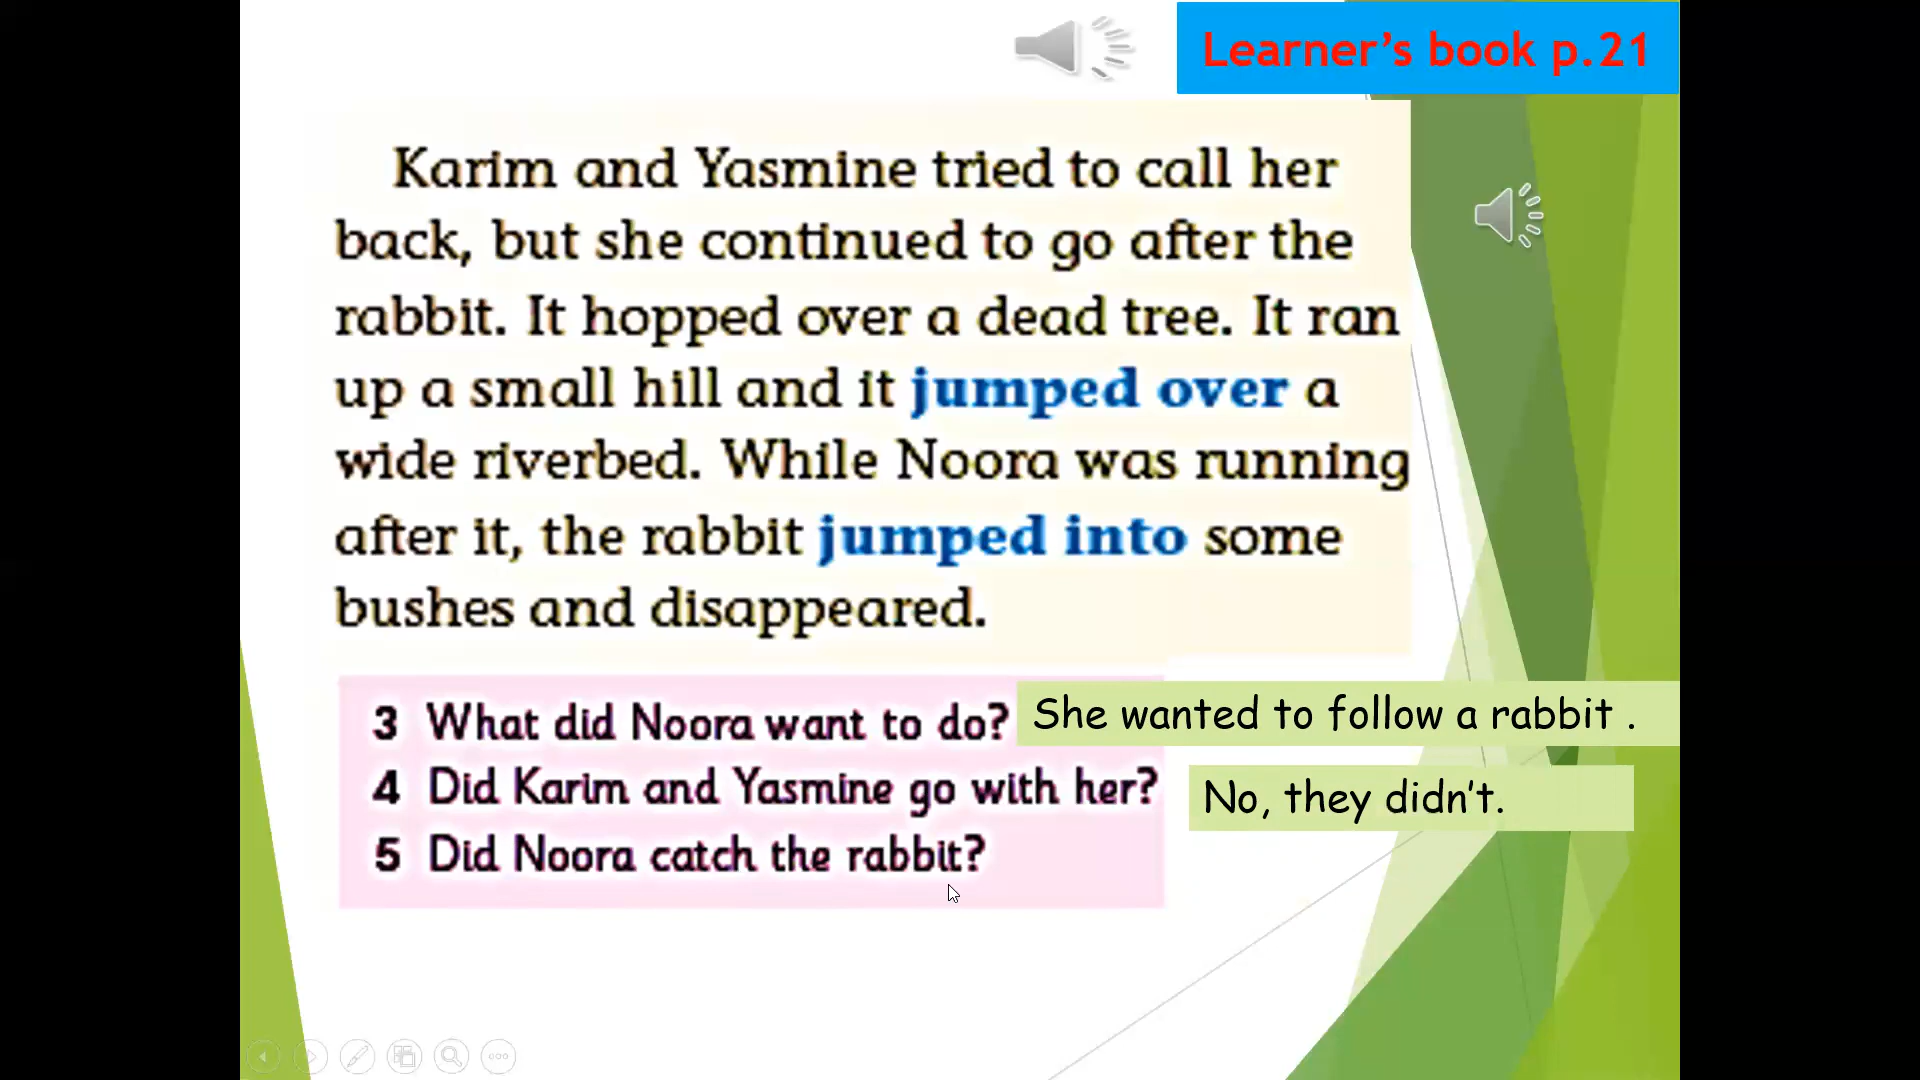 Learner’s book p.21
Karim and Yasmine tried to call her
back, but she continued to go after the
rabbit. It hopped over a dead tree. It ran
up a small hill and it jumped over a
wide riverbed. While Noora was running
after it, the rabbit jumped into some
bushes and disappeared.
3 What did Noora want to do? She wanted to follow a rabbit .
4 Did Karim and Yasmine go with her? No, they didn’t.
5 Did Noora catch the rabbit?